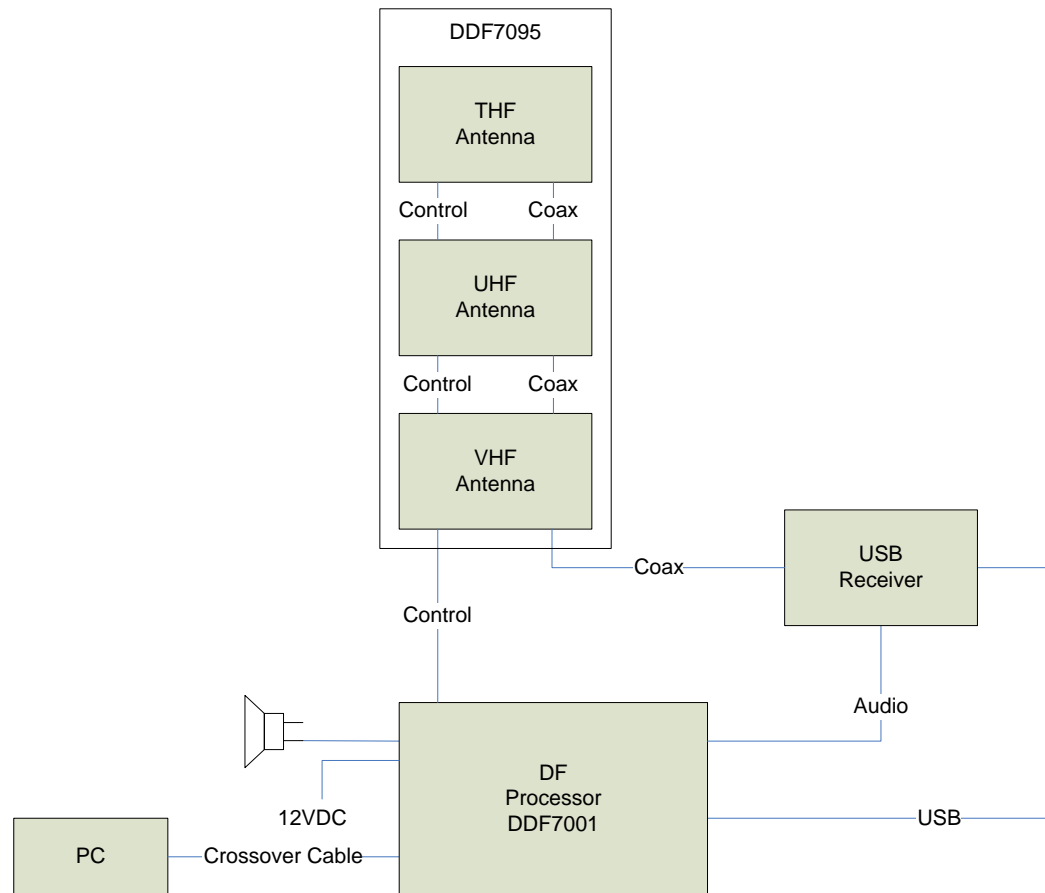 DDF7095
THF
Antenna
Control
Coax
UHF
Antenna
Control
Coax
VHF
Antenna
Coax
USB
Receiver
Control
Audio
DF
Processor
DDF7001
12VDC
USB
PC
Crossover Cable